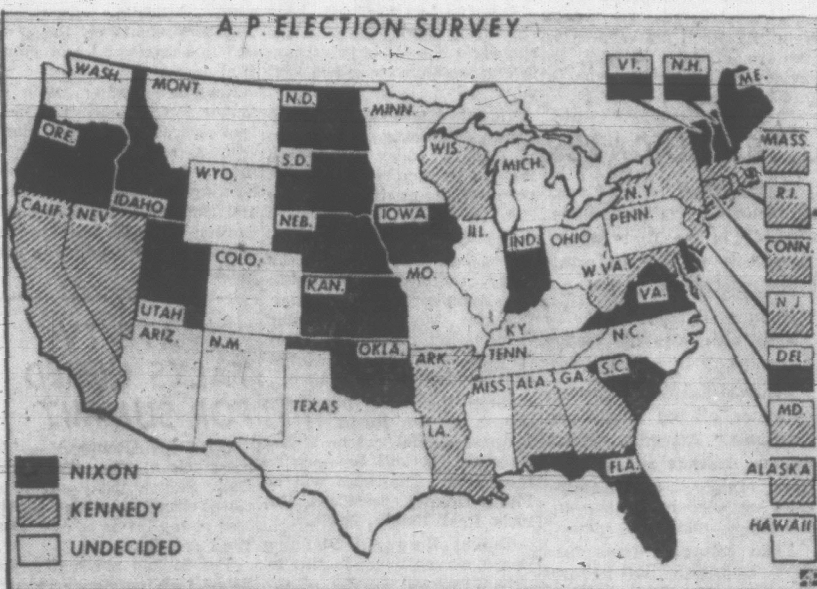 A. P. ELECTION SURVEY
WASH.
MONT.
N.D.
MINN.
VT.
N.H.
ME.
ORE.
IDAHO
WYO.
S.D.
WIS.
MICH.
N.Y
MASS.
R.I.
CALIF.
NEV
NEB.
IOWA
ILL.
IND.
OHIO
PENN.
CONN.
UTAH
COLO.
KAN.
MO.
W.VA.
VA.
N.J
ARIZ.
N.M.
OKLA.
ARK.
KY.
TENN.
N.C.
DEL.
TEXAS
LA.
MISS
ALA.
GA.
S.C.
MD.
FLA.
ALASKA
HAWAII
NIXON
KENNEDY
UNDECIDED